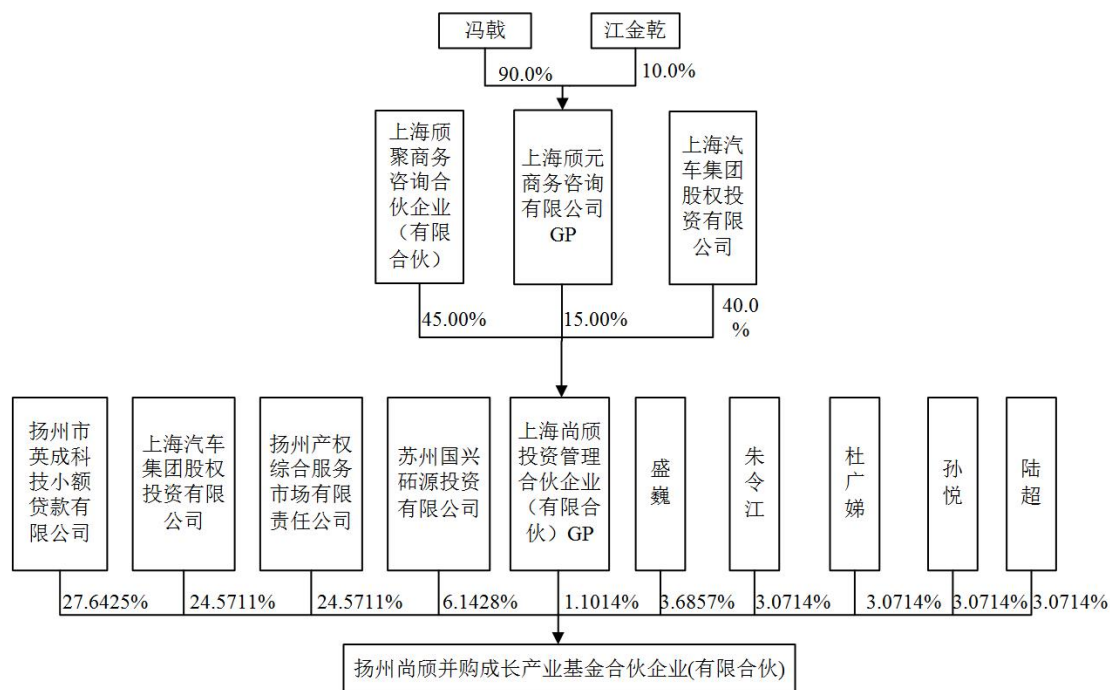 冯戟
江金乾
90.0%
10.0%
上海颀
聚商务
咨询合
伙企业
（有限
合伙）
上海颀元
商务咨询
有限公司
GP
上海汽
车集团
股权投
资有限
公司
45.00%
15.00%
40.0
%
扬州市
英成科
技小额
贷款有
限公司
上海汽车
集团股权
投资有限
公司
扬州产权
综合服务
市场有限
责任公司
苏州国兴
砳源投资
有限公司
上海尚颀
投资管理
合伙企业
（有限合
伙）GP
盛
巍
朱
令
江
杜
广
娣
孙
悦
陆
超
27.6425%
24.5711%
24.5711%
6.1428%
1.1014%
3.6857%
3.0714%
3.0714%
3.0714%
3.0714%
扬州尚颀并购成长产业基金合伙企业(有限合伙)